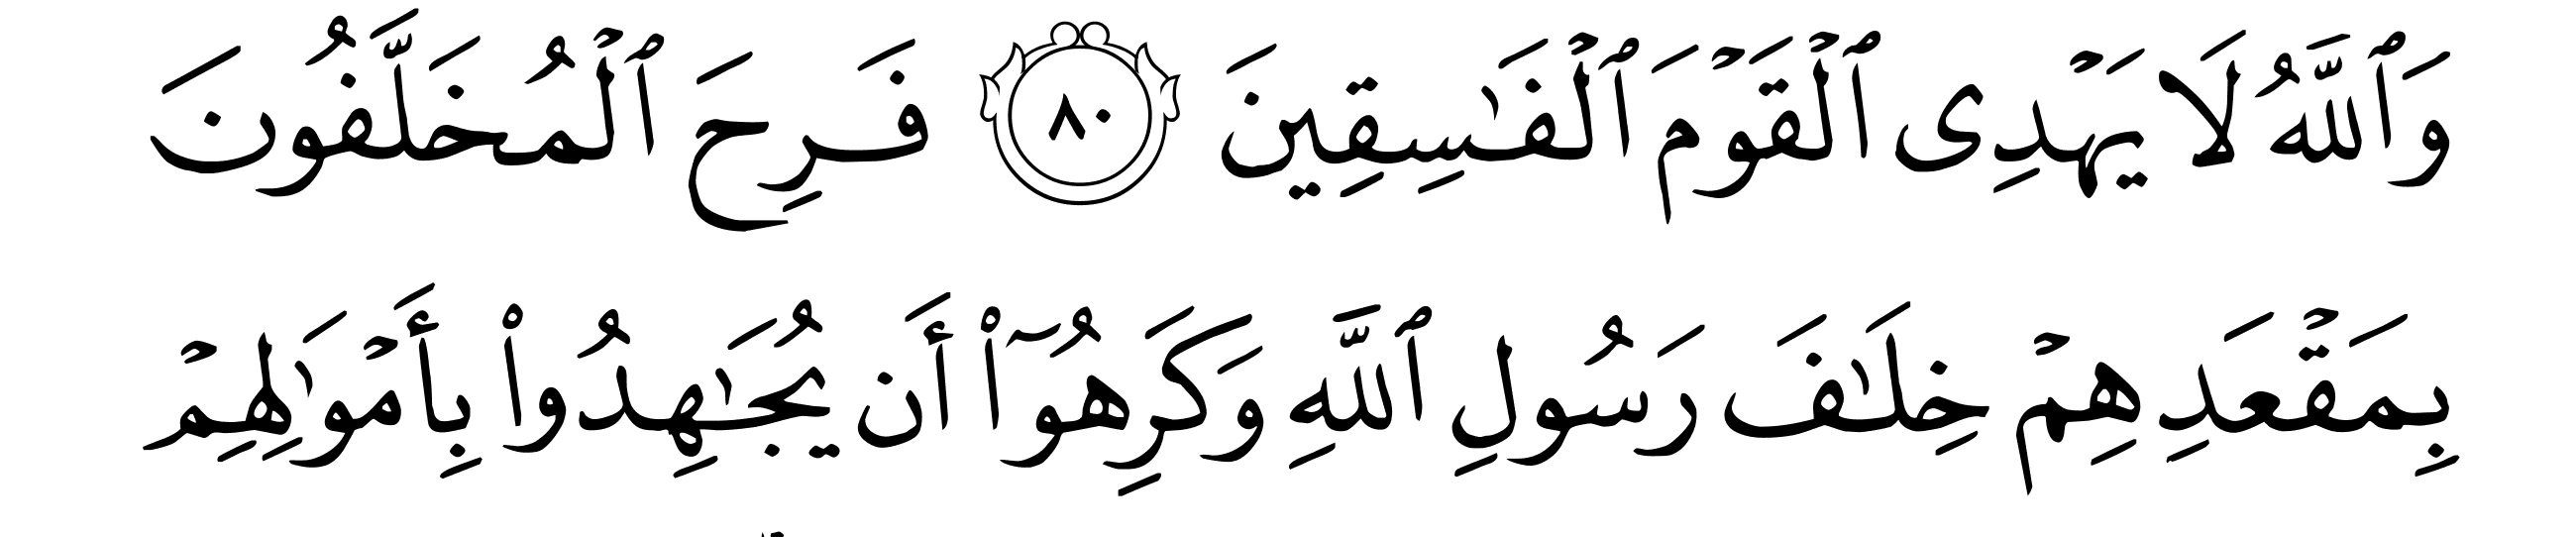 وَٱللَّهُ لَا يَهۡدِى ٱلۡقَوۡمَ ٱلۡفَـٰسِقِينَ ٨٠ فَرِحَ ٱلۡمُخَلَّفُونَ
بِمَقۡعَدِهِمۡ خِلَـٰفَ رَسُولِ ٱللَّهِ وَكَرِهُوٓا۟ أَن يُجَـٰهِدُوا۟ بِأَمۡوَٰلِهِمۡ